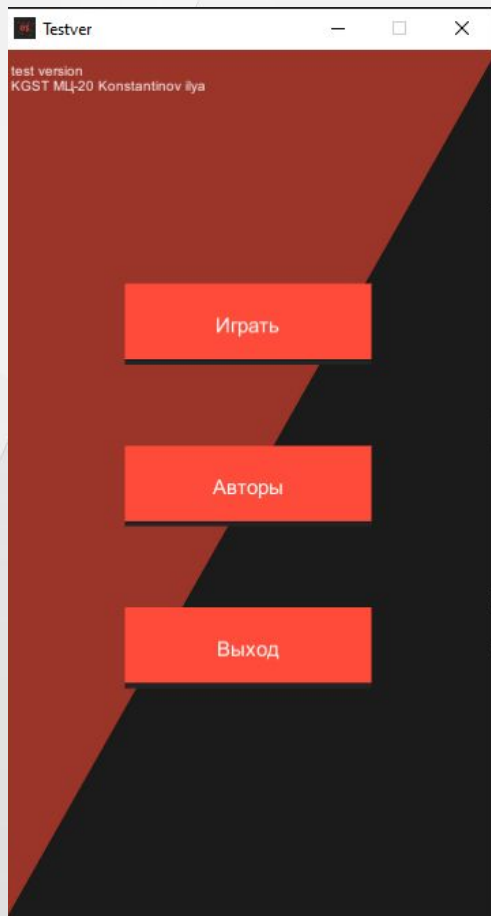 Testver
test version
KGST МЦ-20 Konstantinov ilya
Играть
Авторы
Выход